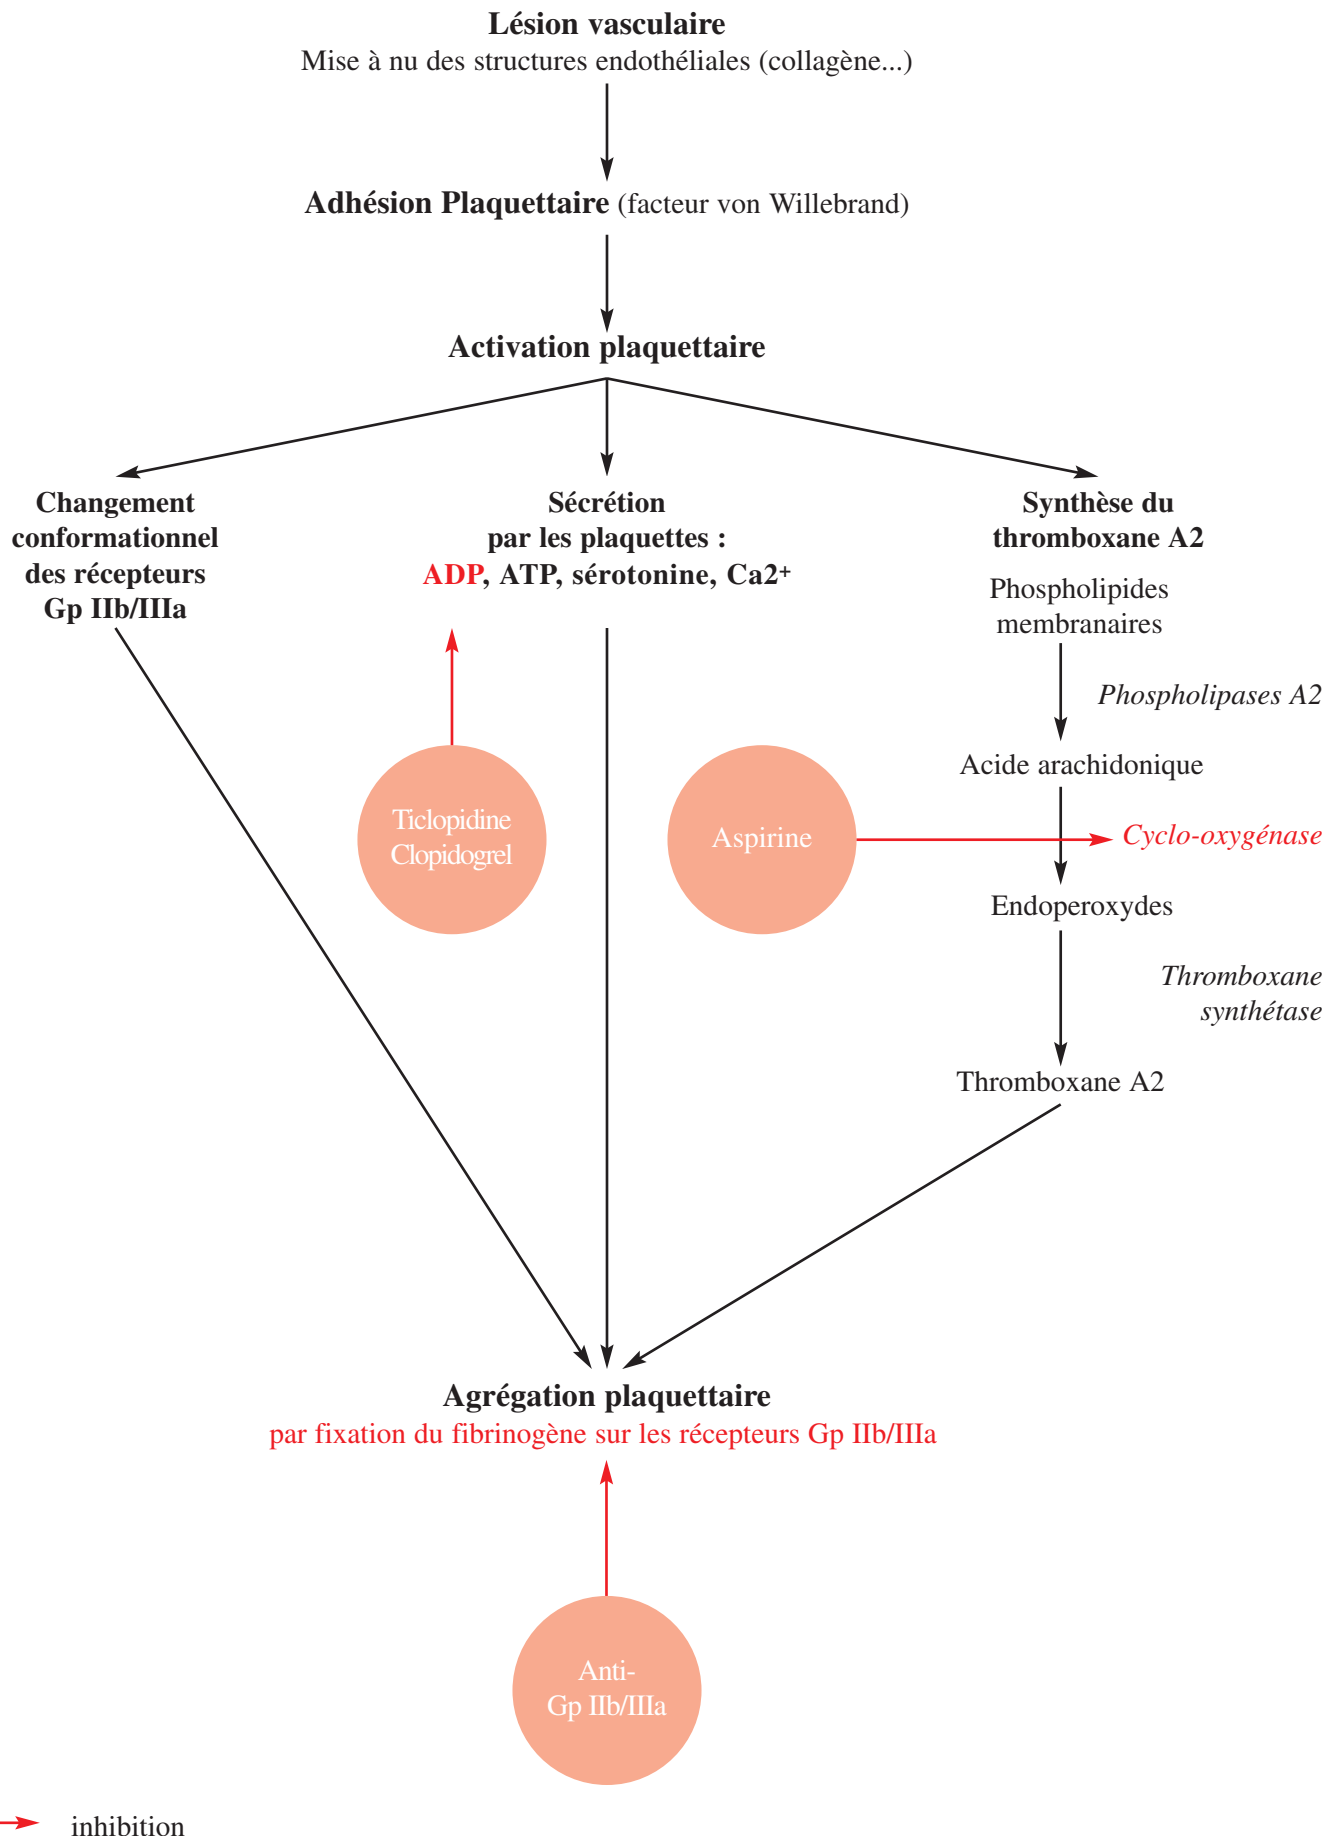 Lésion vasculaire
Mise à nu des structures endothéliales (collagène...)
Adhésion Plaquettaire (facteur von Willebrand)
Activation plaquettaire
Changement
conformationnel
des récepteurs
Gp IIb/IIIa
Sécrétion
par les plaquettes :
ADP, ATP, sérotonine, Ca2+
Synthèse du
thromboxane A2
Phospholipides
membranaires
Phospholipases A2
Acide arachidonique
Ticlopidine
Clopidogrel
Aspirine
Cyclo-oxygénase
Endoperoxydes
Thromboxane
synthétase
Thromboxane A2
Agrégation plaquettaire
par fixation du fibrinogène sur les récepteurs Gp IIb/IIIa
Anti-
Gp IIb/IIIa
inhibition